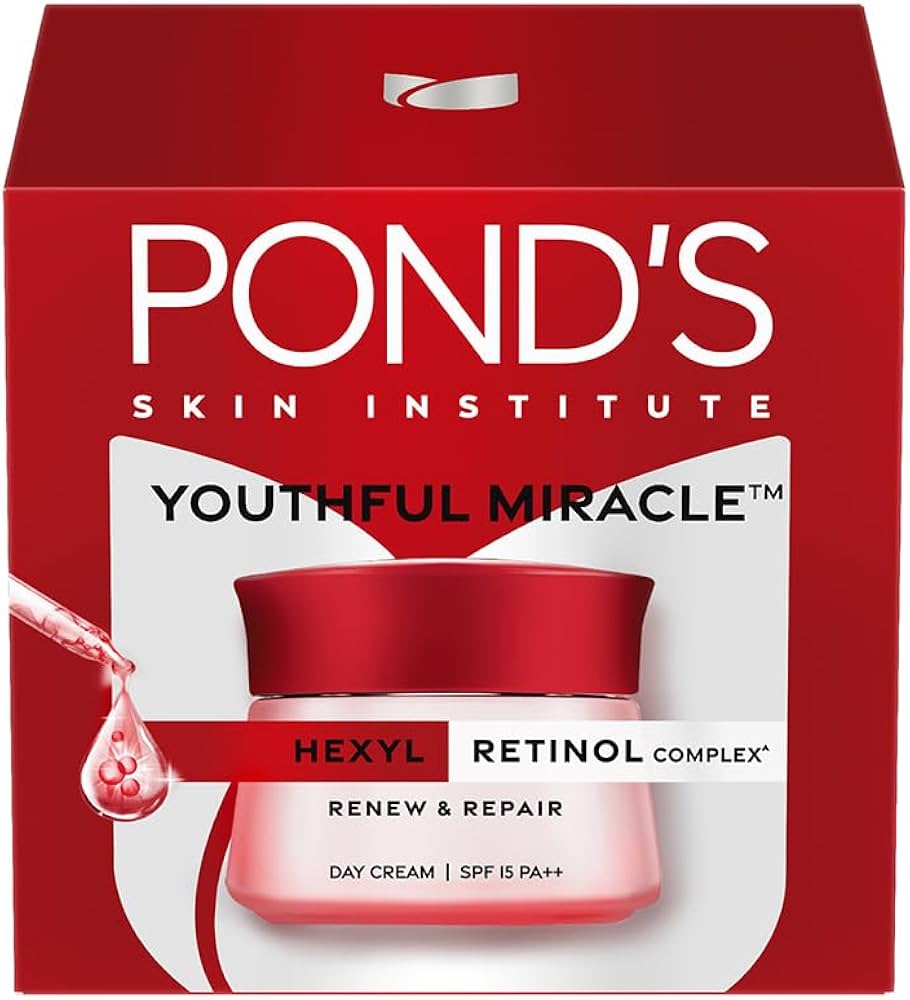 POND'S
SKIN INSTITUTE
YOUTHFUL MIRACLE™
HEXYL RETINOL COMPLEX^
RENEW & REPAIR
DAY CREAM | SPF 15 PA++